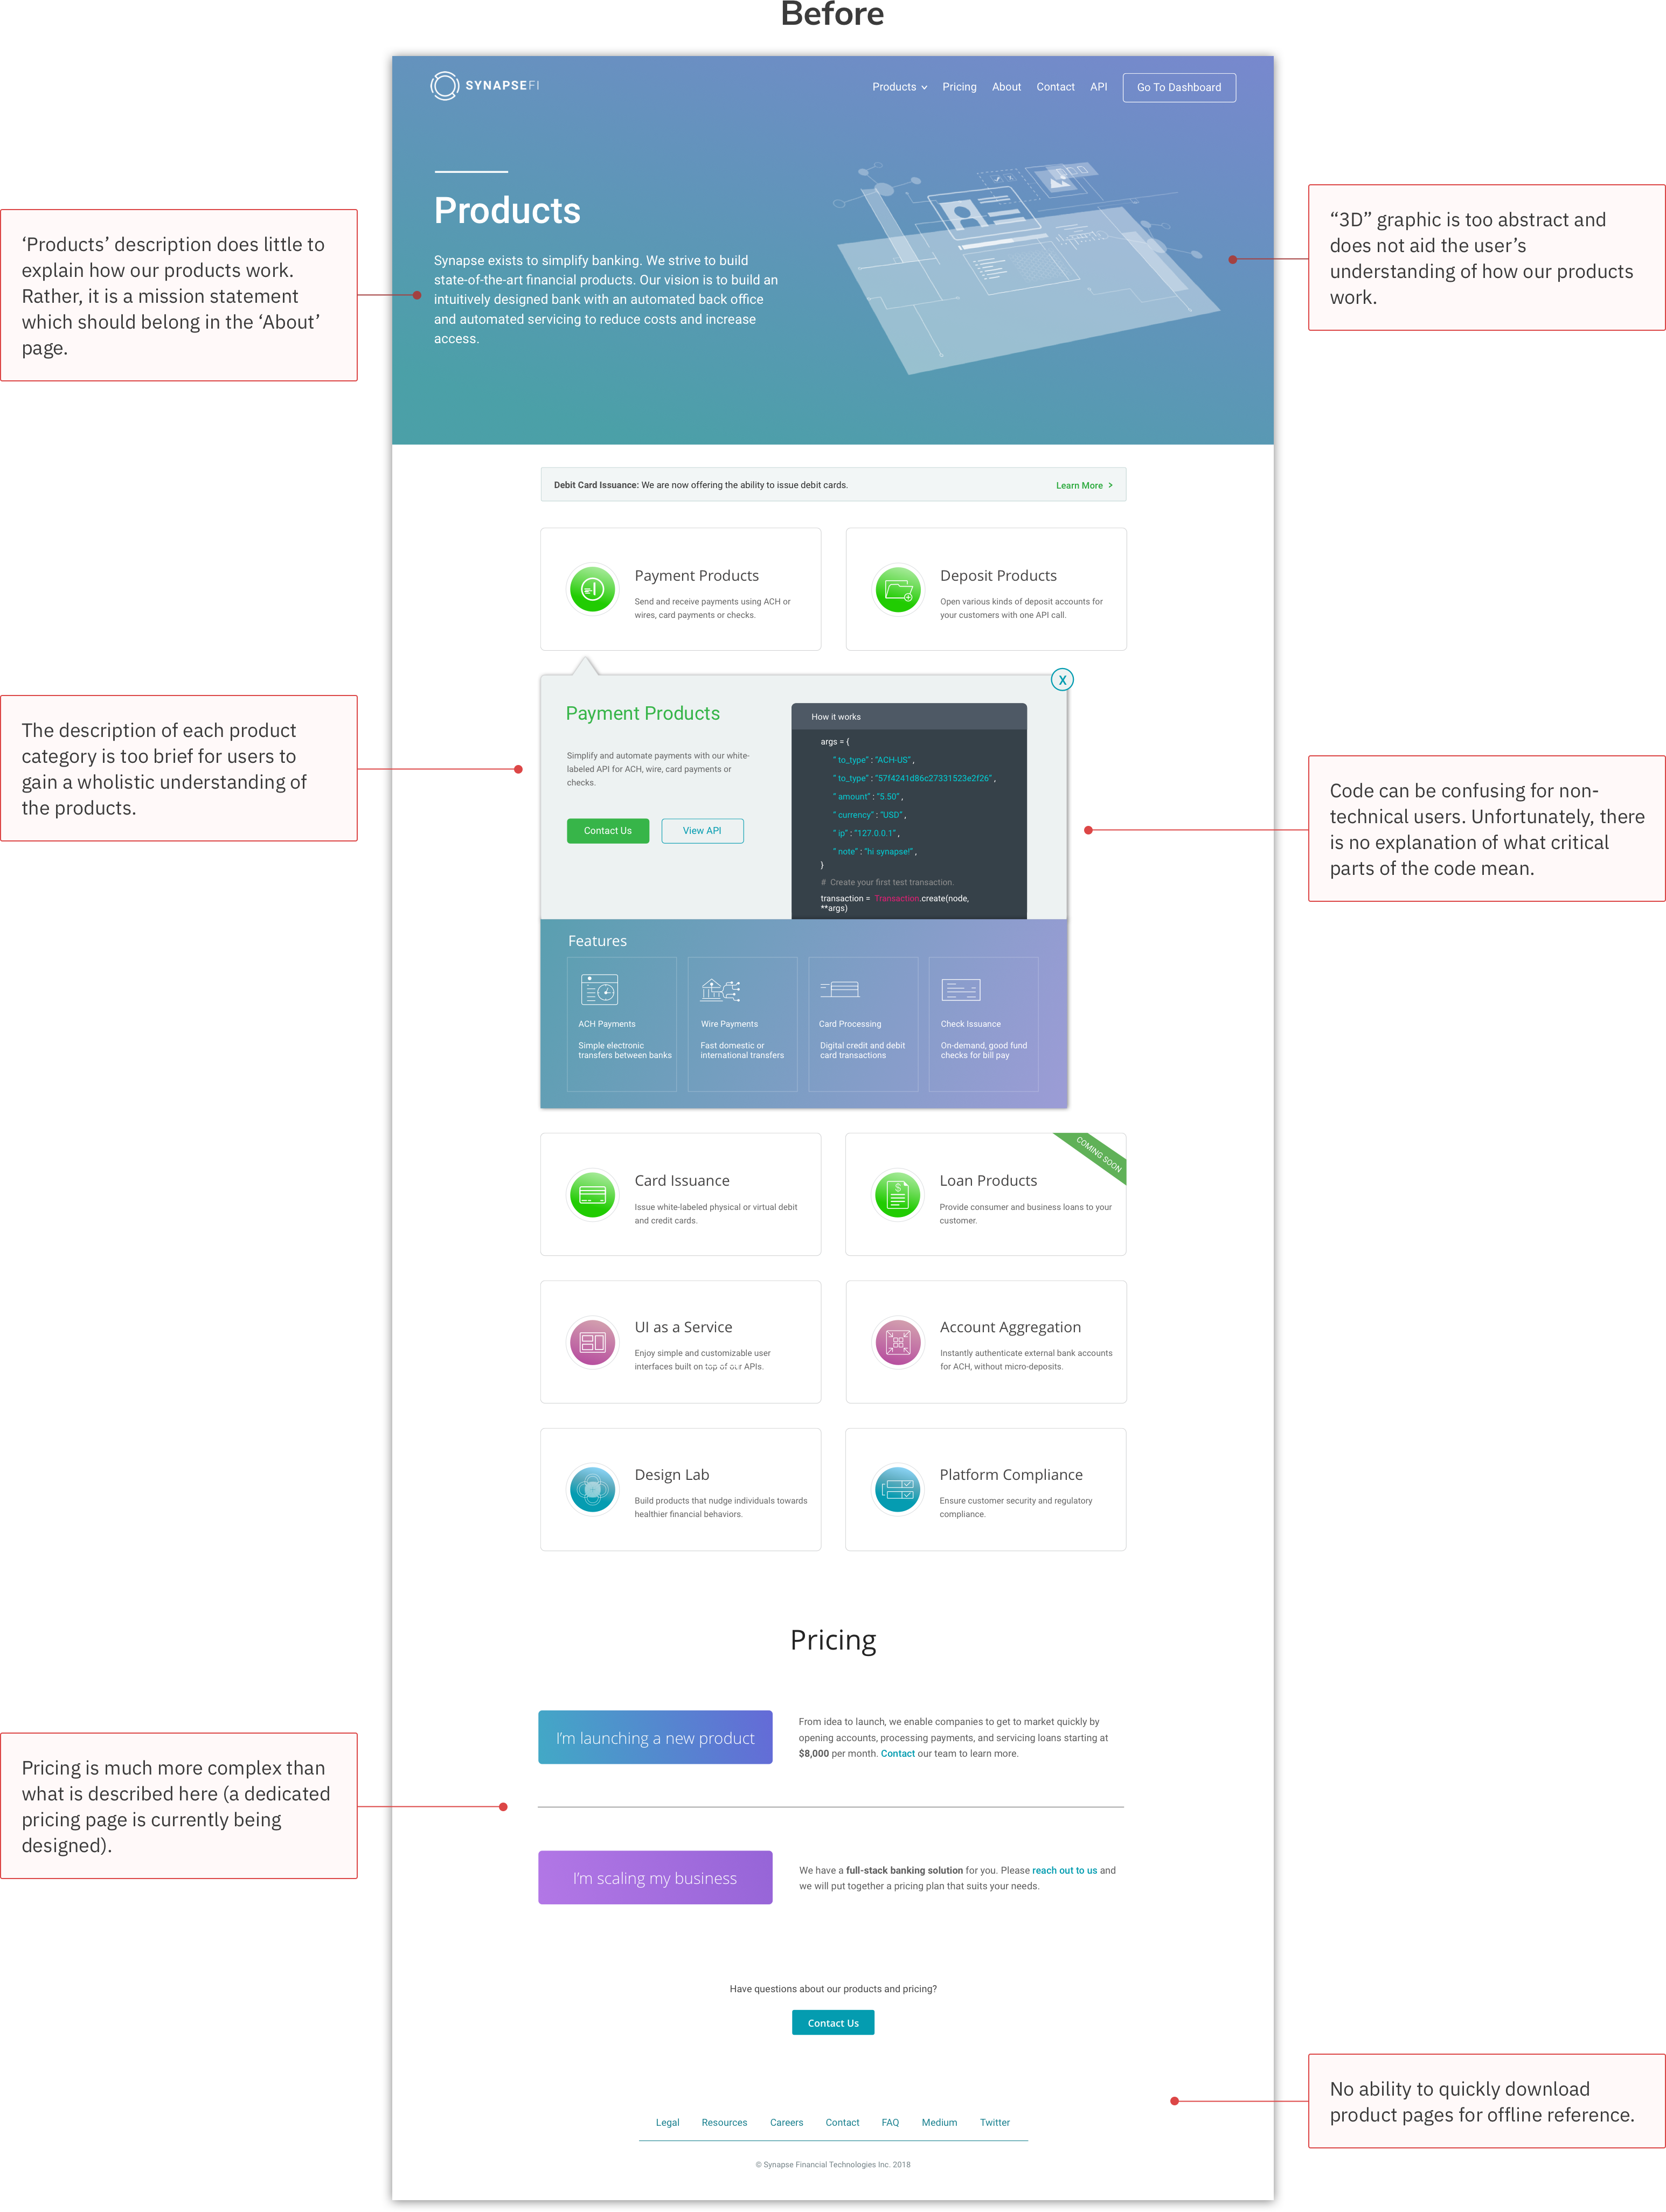 Before
SYNAPSEFI
Products
Pricing
About
Contact
API
Go To Dashboard
Products
Synapse exists to simplify banking. We strive to build
state-of-the-art financial products. Our vision is to build an
intuitively designed bank with an automated back office
and automated servicing to reduce costs and increase
access.
‘Products’ description does little to
explain how our products work.
Rather, it is a mission statement
which should belong in the ‘About’
page.
“3D” graphic is too abstract and
does not aid the user’s
understanding of how our products
work.
Debit Card Issuance: We are now offering the ability to issue debit cards.
Learn More >
Payment Products
Send and receive payments using ACH or
wires, card payments or checks.
Deposit Products
Open various kinds of deposit accounts for
your customers with one API call.
X
Payment Products
Simplify and automate payments with our white-
labeled API for ACH, wire, card payments or
checks.
Contact Us
View API
How it works
args = {
“ to_type” : “ACH-US” ,
“ to_type” : “57f4241d86c27331523e2f26” ,
“ amount” : “5.50” ,
“ currency” : “USD” ,
“ ip” : “127.0.0.1” ,
“ note” : “hi synapse!” ,
}
# Create your first test transaction.
transaction = Transaction.create(node,
**args)
The description of each product
category is too brief for users to
gain a wholistic understanding of
the products.
Code can be confusing for non-
technical users. Unfortunately, there
is no explanation of what critical
parts of the code mean.
Features
ACH Payments
Simple electronic
transfers between banks
Wire Payments
Fast domestic or
international transfers
Card Processing
Digital credit and debit
card transactions
Check Issuance
On-demand, good fund
checks for bill pay
Card Issuance
Issue white-labeled physical or virtual debit
and credit cards.
COMING SOON
Loan Products
Provide consumer and business loans to your
customer.
UI as a Service
Enjoy simple and customizable user
interfaces built on top of our APIs.
Account Aggregation
Instantly authenticate external bank accounts
for ACH, without micro-deposits.
Design Lab
Build products that nudge individuals towards
healthier financial behaviors.
Platform Compliance
Ensure customer security and regulatory
compliance.
Pricing
I’m launching a new product
From idea to launch, we enable companies to get to market quickly by
opening accounts, processing payments, and servicing loans starting at
$8,000 per month. Contact our team to learn more.
Pricing is much more complex than
what is described here (a dedicated
pricing page is currently being
designed).
I’m scaling my business
We have a full-stack banking solution for you. Please reach out to us and
we will put together a pricing plan that suits your needs.
Have questions about our products and pricing?
Contact Us
No ability to quickly download
product pages for offline reference.
Legal
Resources
Careers
Contact
FAQ
Medium
Twitter
© Synapse Financial Technologies Inc. 2018